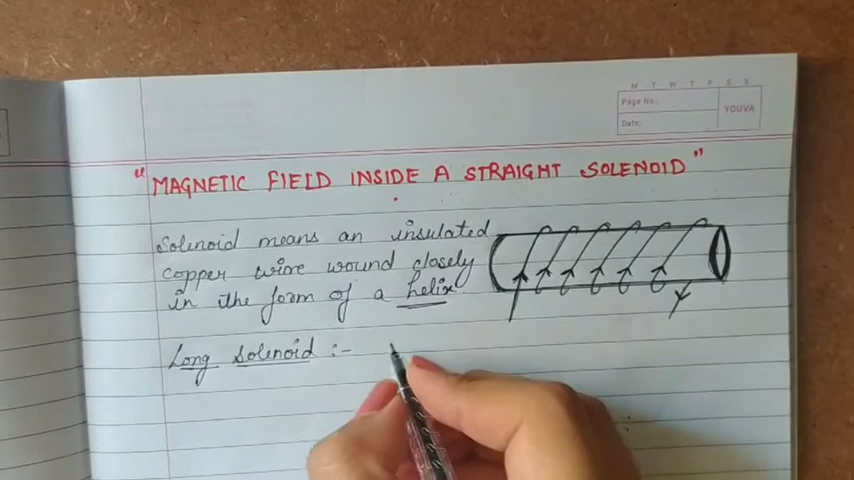 M T W T F S S
Page No.:
YOUVA
Date:
"MAGNETIC FIELD INSIDE A STRAIGHT SOLENOID"
Solenoid means an insulated
copper wire wound closely
in the form of a helix.
Long Solenoid :-